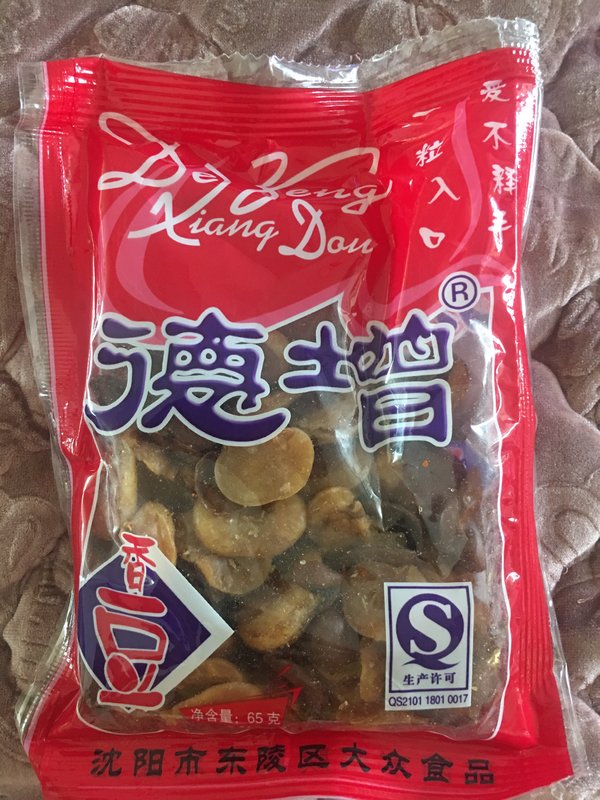 爱不释手
一粒入口
De Zeng
Xiang Dou
德增®
香豆
生产许可
QS2101 1801 0017
净含量：65克
沈阳市东陵区大众食品